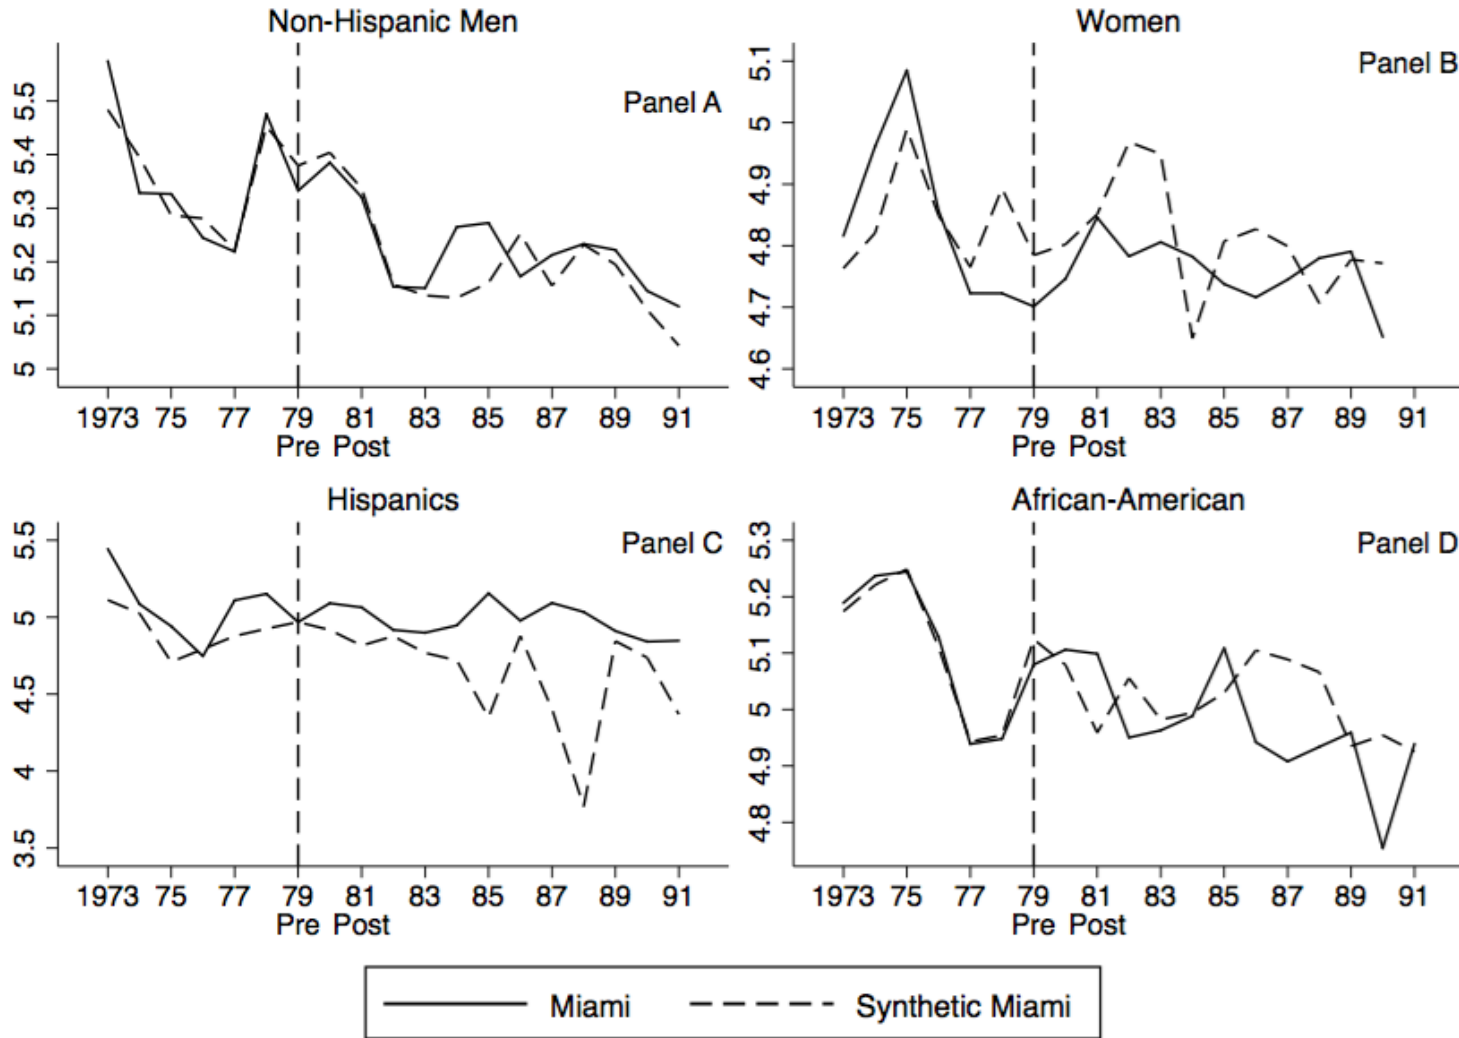 Non-Hispanic Men
Panel A
5.5
5.4
5.3
5.2
5.1
5
1973 75 77 79 81 83 85 87 89 91
Pre Post
Women
Panel B
5.1
5
4.9
4.8
4.7
4.6
1973 75 77 79 81 83 85 87 89 91
Pre Post
Hispanics
Panel C
5.5
5
4.5
4
3.5
1973 75 77 79 81 83 85 87 89 91
Pre Post
African-American
Panel D
5.3
5.2
5.1
5
4.9
4.8
1973 75 77 79 81 83 85 87 89 91
Pre Post
Miami
Synthetic Miami